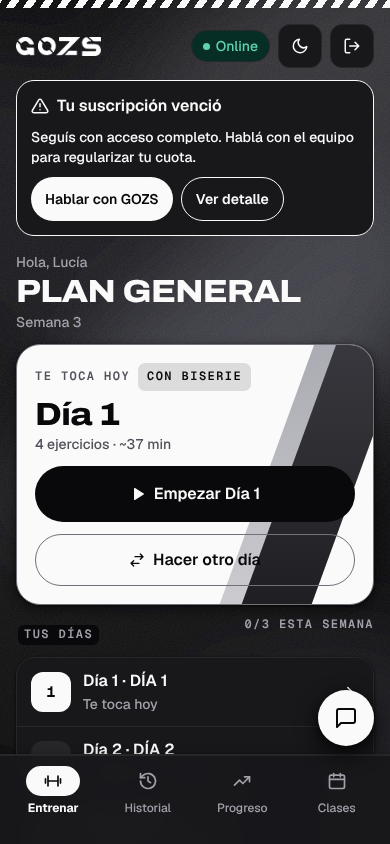 GOZS
Online
Tu suscripción venció
Seguís con acceso completo. Hablá con el equipo
para regularizar tu cuota.
Hablar con GOZS
Ver detalle
Hola, Lucía
PLAN GENERAL
Semana 3
TE TOCA HOY CON BISERIE
Día 1
4 ejercicios · ~37 min
Empezar Día 1
Hacer otro día
TUS DÍAS
0/3 ESTA SEMANA
1
Día 1 · DÍA 1
Te toca hoy
Día 2 · DÍA 2
Entrenar
Historial
Progreso
Clases